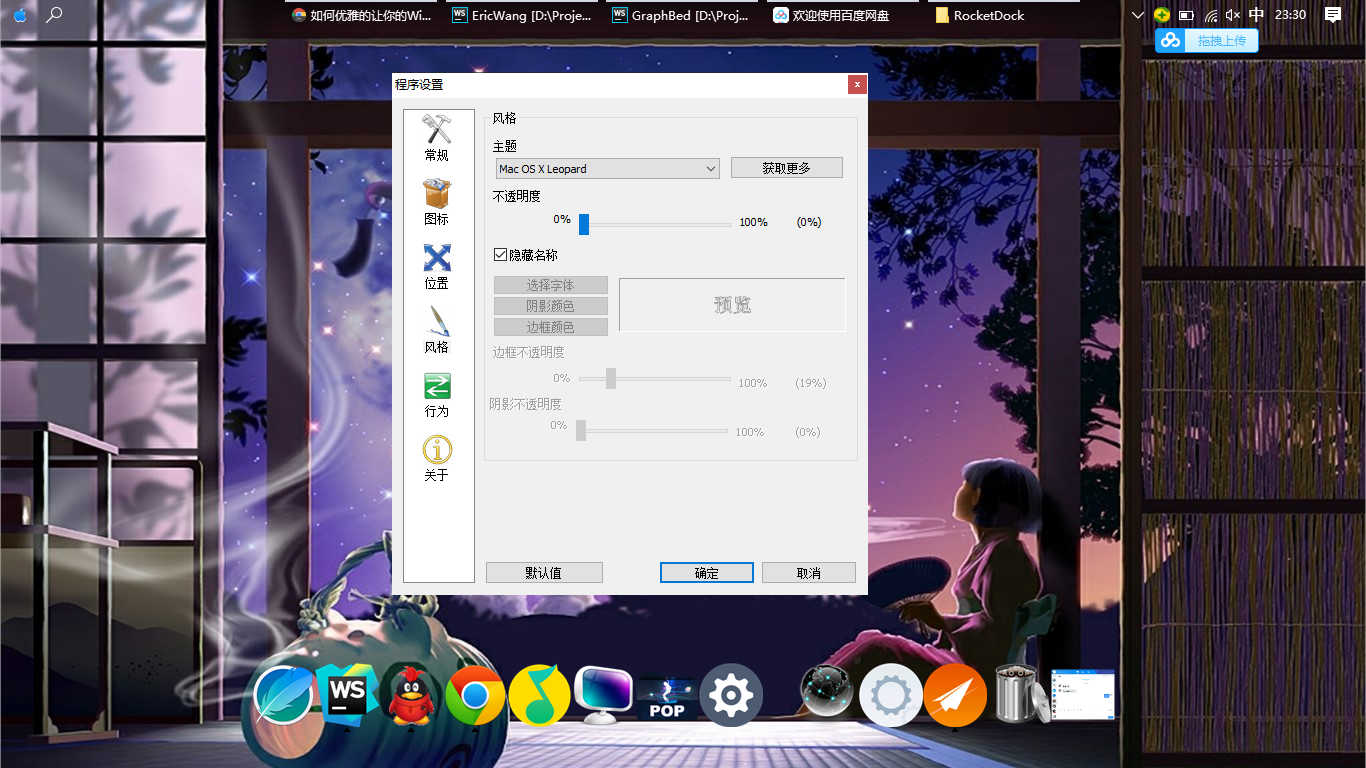 如何优雅的让你的Wi...
WS EricWang [D:\Proje...
WS GraphBed [D:\Proj...
欢迎使用百度网盘
RocketDock
中
23:30
拖拽上传
程序设置
常规
图标
位置
风格
行为
关于
风格
主题
Mac OS X Leopard
获取更多
不透明度
0%
100%
(0%)
隐藏名称
选择字体
阴影颜色
边框颜色
预览
边框不透明度
0%
100%
(19%)
阴影不透明度
0%
100%
(0%)
默认值
确定
取消
WS
POP